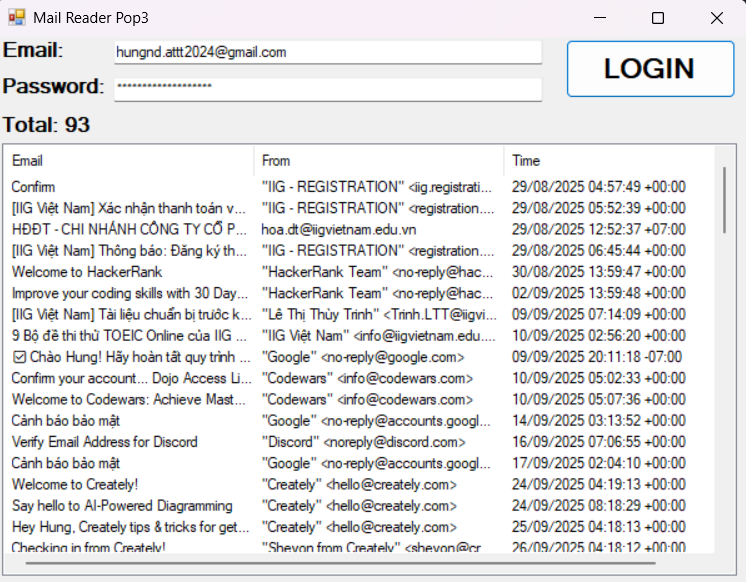 Mail Reader Pop3
Email: hungnd.attt2024@gmail.com
LOGIN
Password: *******************
Total: 93
Email From Time
Confirm "IIG - REGISTRATION" <iig.registrati... 29/08/2025 04:57:49 +00:00
[IIG Việt Nam] Xác nhận thanh toán v... "IIG - REGISTRATION" <registration.... 29/08/2025 05:52:39 +00:00
HĐĐT - CHI NHÁNH CÔNG TY CỔ P... hoa.dt@iigvietnam.edu.vn 29/08/2025 12:52:37 +07:00
[IIG Việt Nam] Thông báo: Đăng ký th... "IIG - REGISTRATION" <registration.... 29/08/2025 06:45:44 +00:00
Welcome to HackerRank "HackerRank Team" <no-reply@hac... 30/08/2025 13:59:47 +00:00
Improve your coding skills with 30 Day... "HackerRank Team" <no-reply@hac... 02/09/2025 13:59:48 +00:00
[IIG Việt Nam] Tài liệu chuẩn bị trước k... "Lê Thị Thùy Trinh" <Trinh.LTT@iigvi... 09/09/2025 07:14:09 +00:00
9 Bộ đề thi thử TOEIC Online của IIG ... "IIG Việt Nam" <info@iigvietnam.edu.... 10/09/2025 02:56:20 +00:00
☑ Chào Hưng! Hãy hoàn tất quy trình ... "Google" <no-reply@google.com> 09/09/2025 20:11:18 -07:00
Confirm your account... Dojo Access Li... "Codewars" <info@codewars.com> 10/09/2025 05:02:33 +00:00
Welcome to Codewars: Achieve Mast... "Codewars" <info@codewars.com> 10/09/2025 05:07:36 +00:00
Cảnh báo bảo mật "Google" <no-reply@accounts.googl... 14/09/2025 03:13:52 +00:00
Verify Email Address for Discord "Discord" <noreply@discord.com> 16/09/2025 07:06:55 +00:00
Cảnh báo bảo mật "Google" <no-reply@accounts.googl... 17/09/2025 02:04:10 +00:00
Welcome to Creately! "Creately" <hello@creately.com> 24/09/2025 04:19:13 +00:00
Say hello to AI-Powered Diagramming "Creately" <hello@creately.com> 24/09/2025 08:18:29 +00:00
Hey Hung, Creately tips & tricks for get... "Creately" <hello@creately.com> 25/09/2025 04:18:13 +00:00
Checking in from Creately! "Shevon from Creately" <shevon@cr... 26/09/2025 04:18:12 +00:00